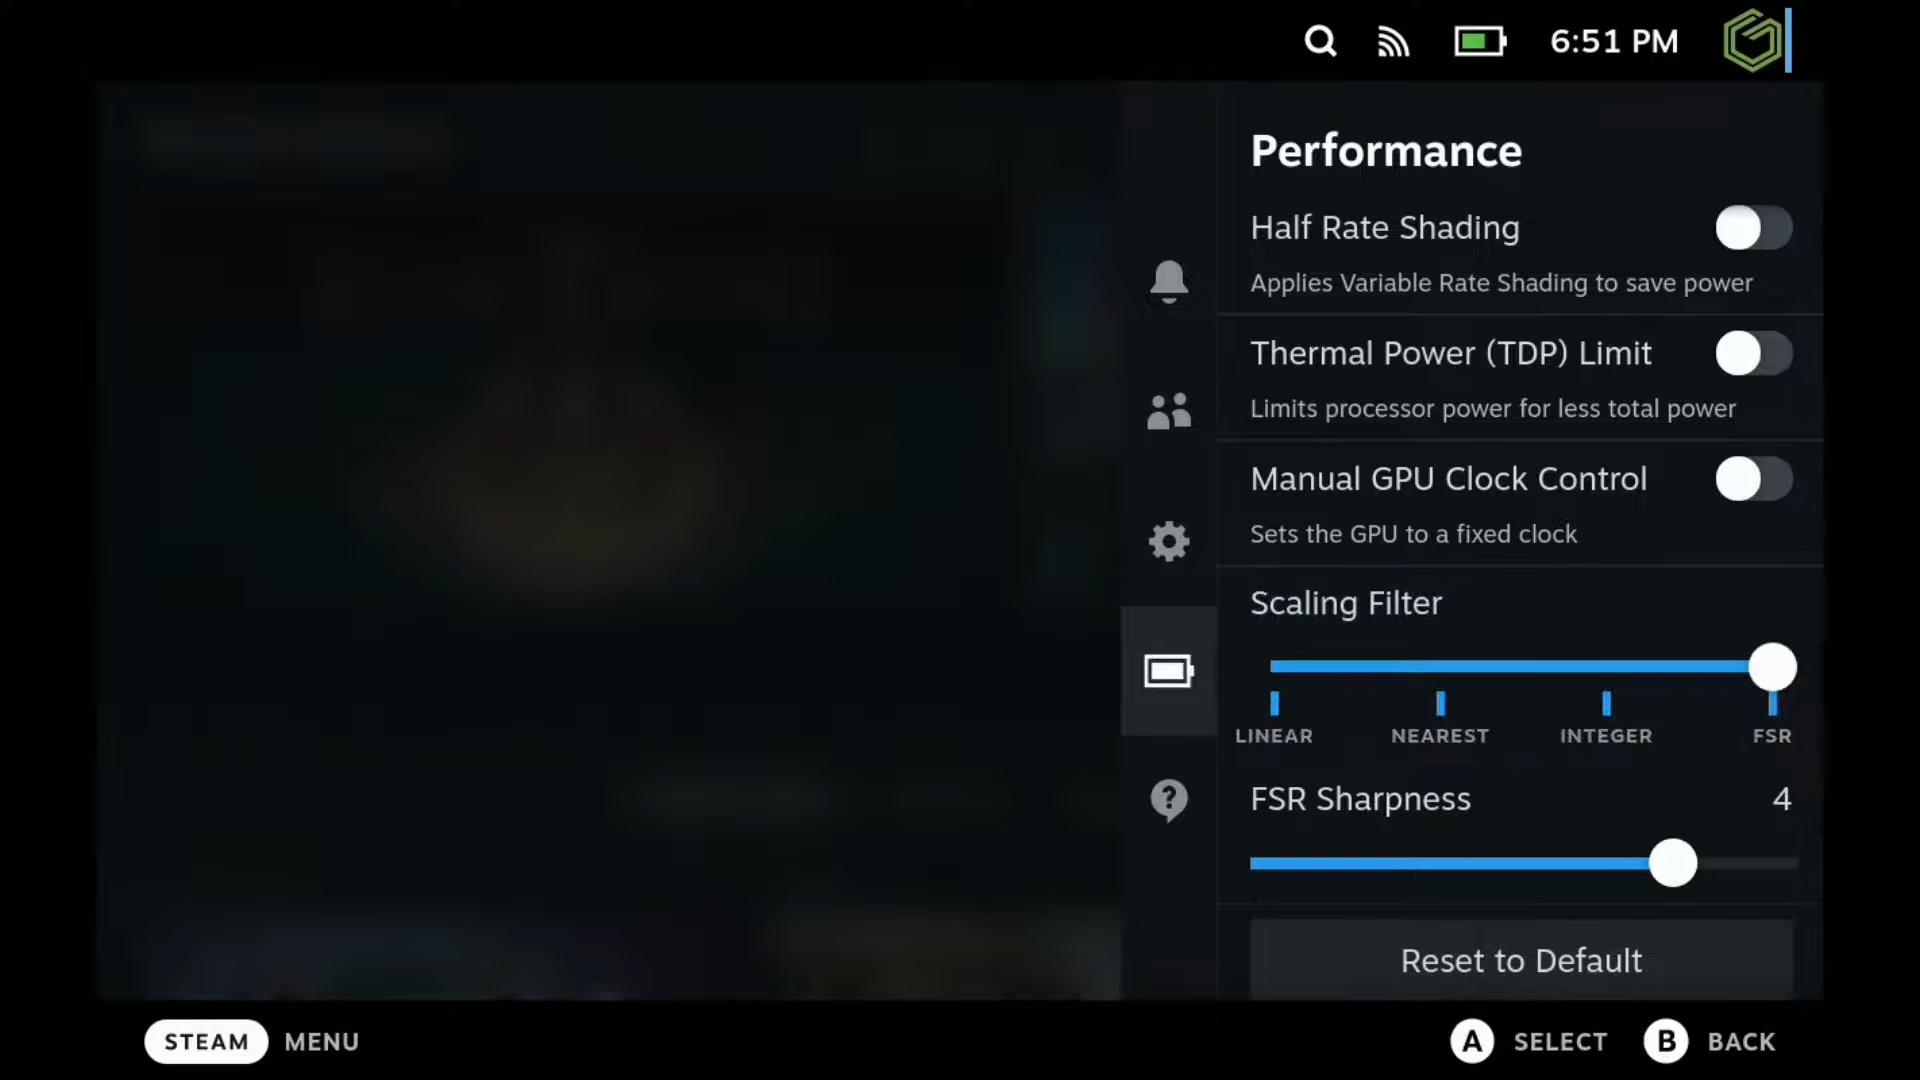 6:51 PM
Performance
Half Rate Shading
Applies Variable Rate Shading to save power
Thermal Power (TDP) Limit
Limits processor power for less total power
Manual GPU Clock Control
Sets the GPU to a fixed clock
Scaling Filter
LINEAR NEAREST INTEGER FSR
FSR Sharpness 4
Reset to Default
STEAM MENU A SELECT B BACK